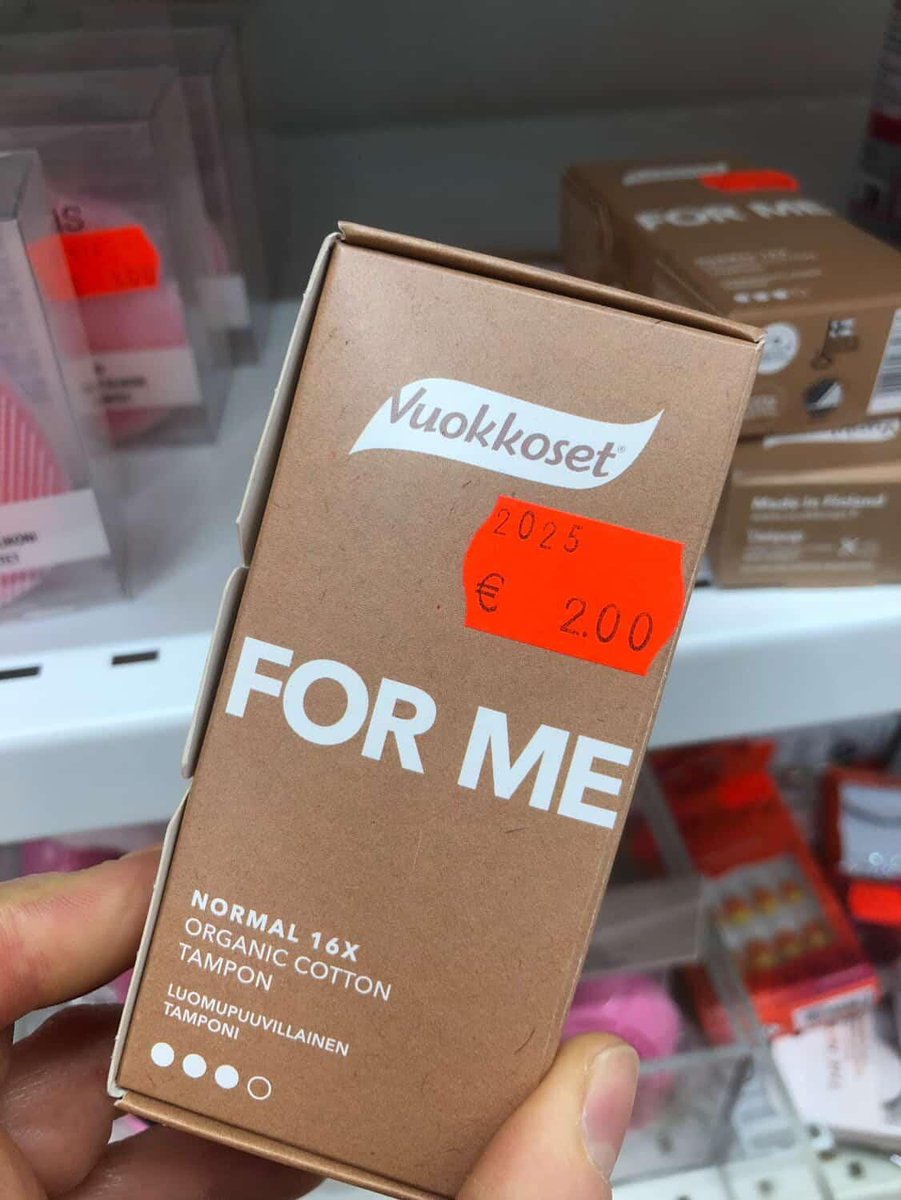 Vuokkoset
2025
€ 2.00
FOR ME
NORMAL 16X
ORGANIC COTTON
TAMPON
LUOMUPUUVILLAINEN
TAMPONI
FOR ME
Made in Finland